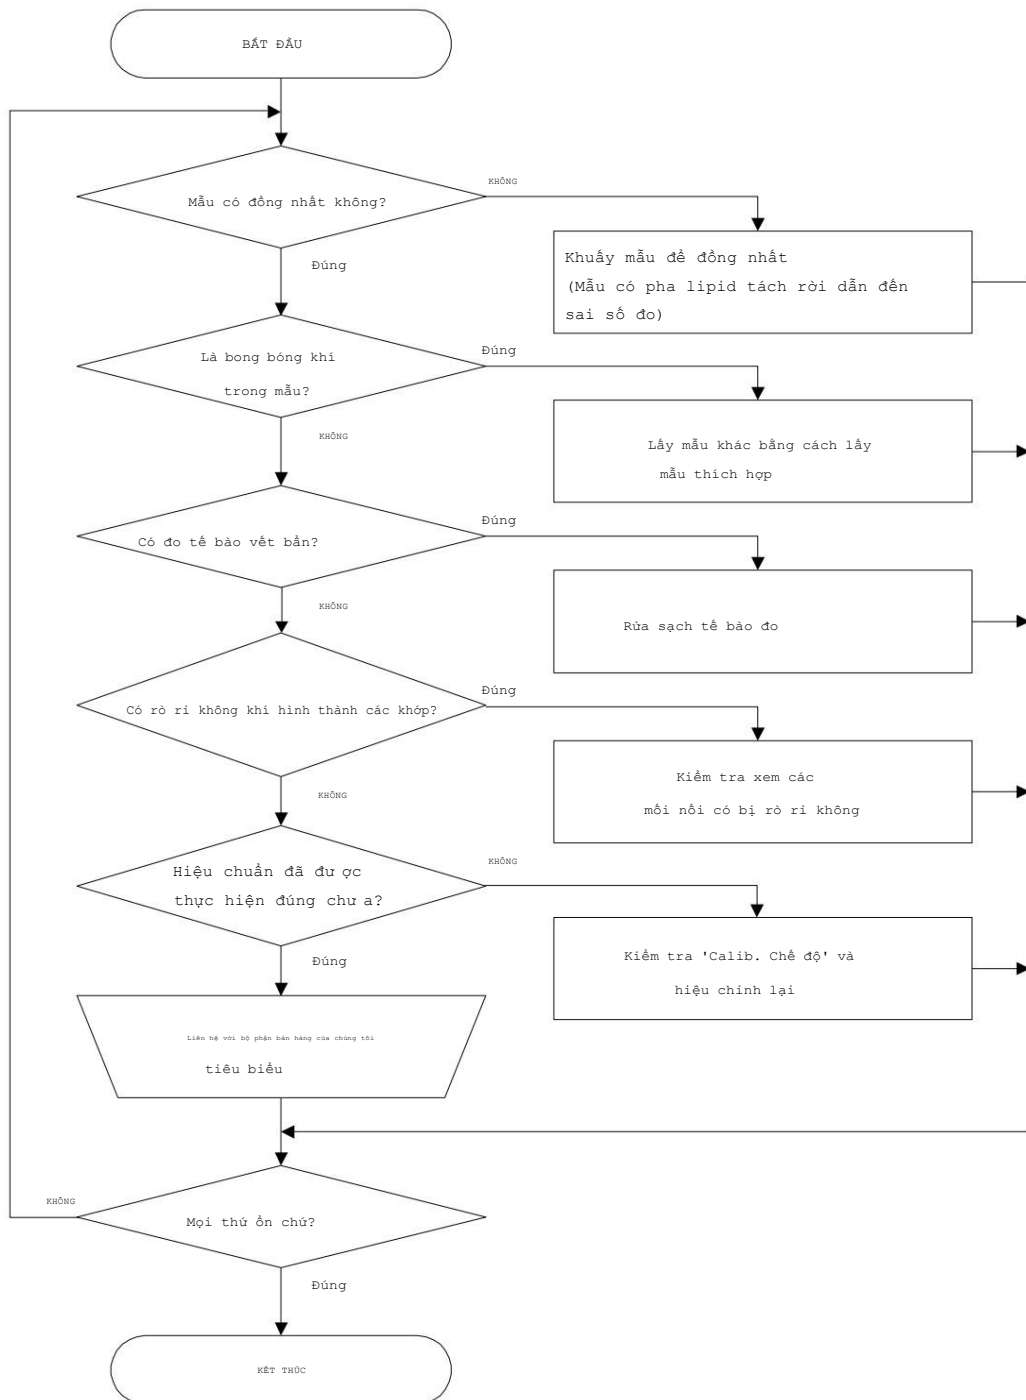 BẮT ĐẦU
Mẫu có đồng nhất không?
KHÔNG
Khuấy mẫu để đồng nhất
(Mẫu có pha lipid tách rời dẫn đến
sai số đo)
Đúng
Là bong bóng khí
trong mẫu?
Đúng
Lấy mẫu khác bằng cách lấy
mẫu thích hợp
KHÔNG
Có đo tế bào vết bẩn?
Đúng
Rửa sạch tế bào đo
KHÔNG
Có rò rỉ không khí hình thành các khớp?
Đúng
Kiểm tra xem các
mối nối có bị rò rỉ không
KHÔNG
Hiệu chuẩn đã đư ợc
thực hiện đúng chư a?
KHÔNG
Kiểm tra 'Calib. Chế độ' và
hiệu chỉnh lại
Đúng
Liên hệ với bộ phận bán hàng của chúng tôi
tiêu biểu
Mọi thứ ổn chứ?
KHÔNG
Đúng
KẾT THÚC